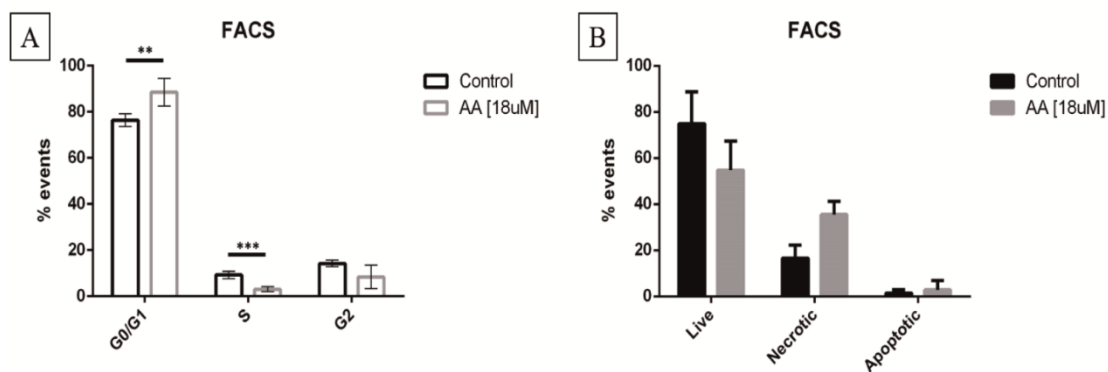 A
FACS
**
***
% events
100
80
60
40
20
0
G0/G1
S
G2
Control
AA [18uM]
B
FACS
% events
100
80
60
40
20
0
Live
Necrotic
Apoptotic
Control
AA [18uM]